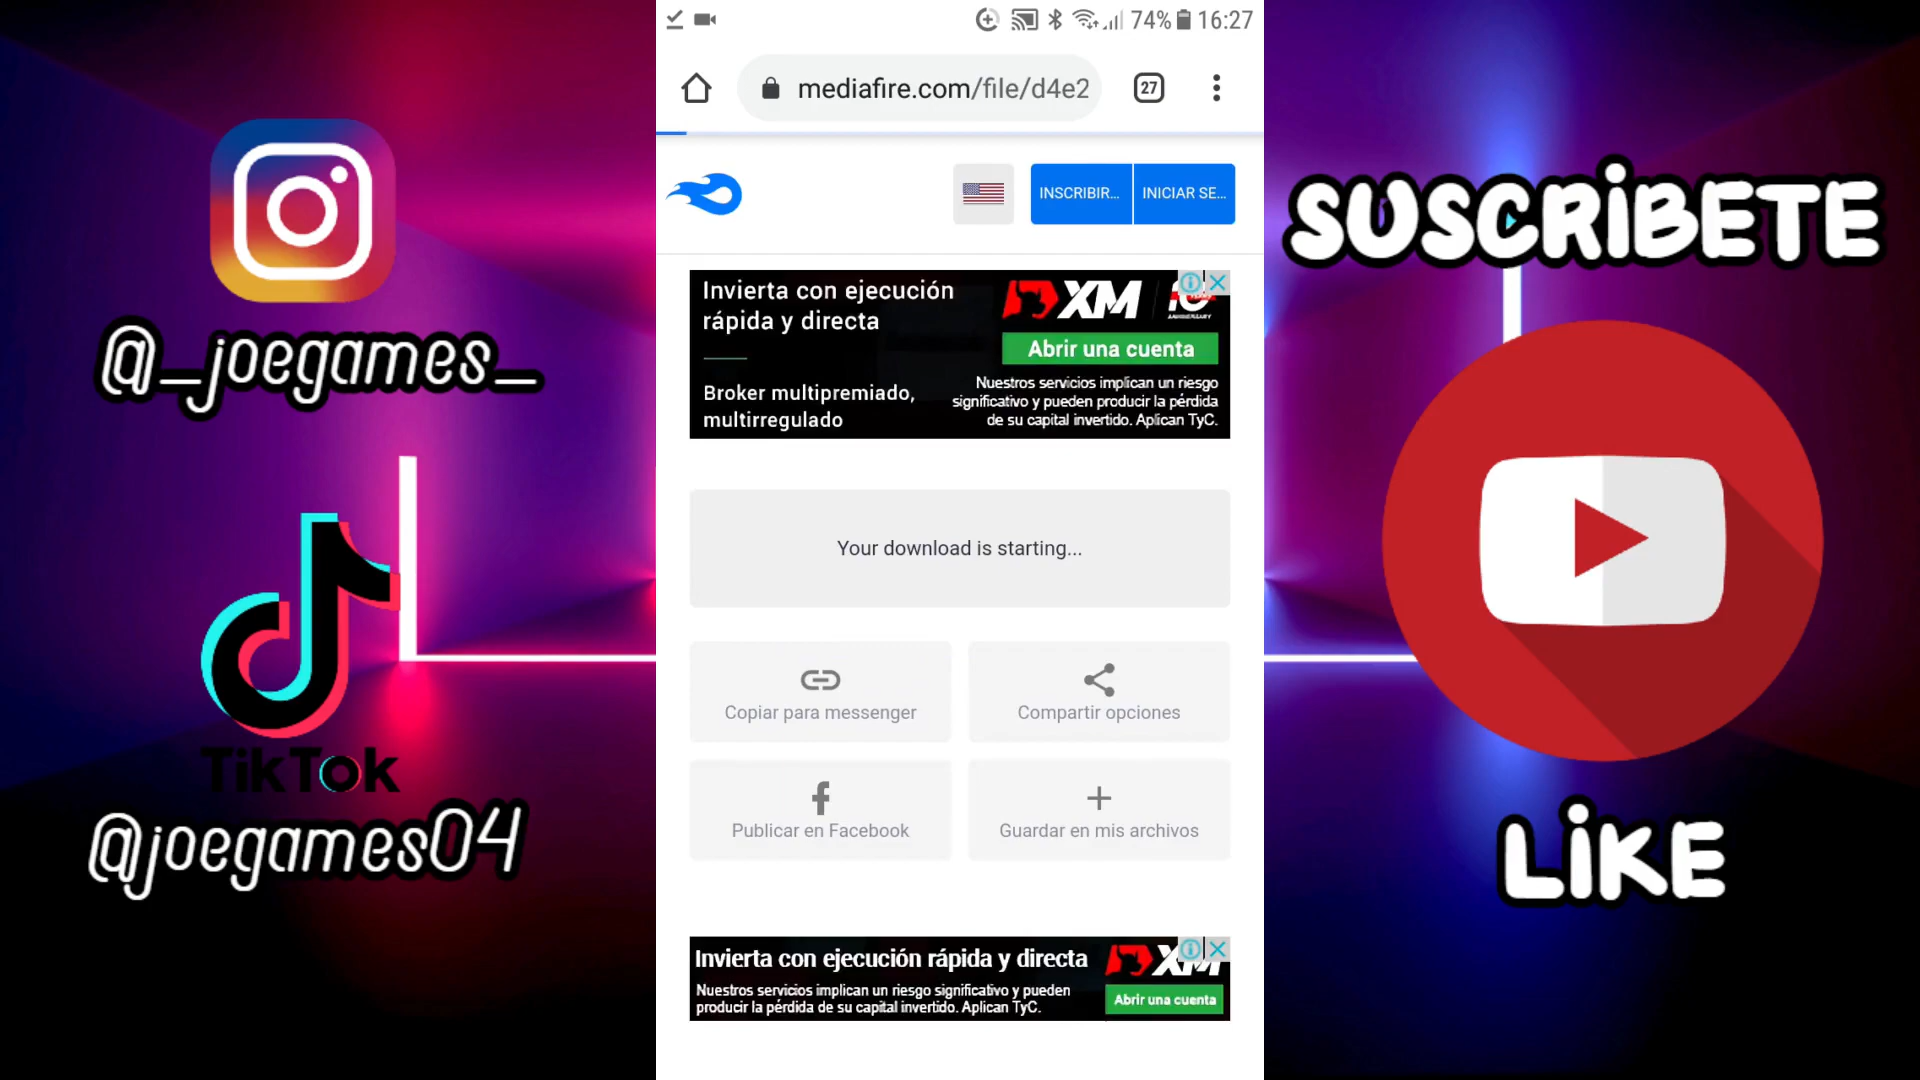 74% 16:27
mediafire.com/file/d4e2
27
INSCRIBIR...
INICIAR SE...
@_joegames_
TikTok
@joegames04
Invierta con ejecución
rápida y directa
Broker multipremiado,
multirregulado
XM
Abrir una cuenta
Nuestros servicios implican un riesgo
significativo y pueden producir la pérdida
de su capital invertido. Aplican TyC.
Your download is starting...
Copiar para messenger
Compartir opciones
Publicar en Facebook
Guardar en mis archivos
Invierta con ejecución rápida y directa
Nuestros servicios implican un riesgo significativo y pueden
producir la pérdida de su capital invertido. Aplican TyC.
XM
Abrir una cuenta
SUSCRIBETE
LIKE